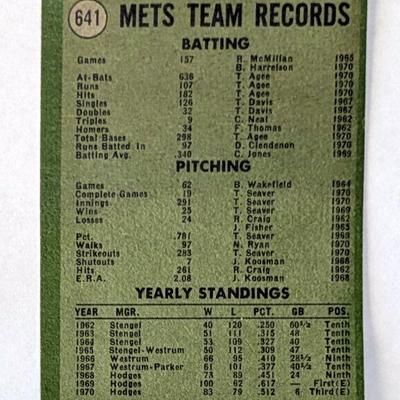 641 METS TEAM RECORDS
BATTING
Games 157 R. McMillan 1965
B. Harrelson 1970
At-Bats 636 T. Agee 1970
Runs 107 T. Agee 1970
Hits 182 T. Agee 1970
Singles 126 T. Davis 1967
Doubles 32 T. Davis 1967
Triples 9 C. Neal 1962
Homers 34 F. Thomas 1962
Total Bases 298 T. Agee 1970
Runs Batted In 97 D. Clendenon 1970
Batting Avg. .340 C. Jones 1969
PITCHING
Games 62 B. Wakefield 1964
Complete Games 19 T. Seaver 1970
Innings 291 T. Seaver 1970
Wins 25 T. Seaver 1969
Losses 24 R. Craig 1962
J. Fisher 1965
Pct. .781 T. Seaver 1969
Walks 97 N. Ryan 1970
Strikeouts 283 T. Seaver 1970
Shutouts 7 J. Koosman 1968
Hits 261 R. Craig 1962
E.R.A. 2.08 J. Koosman 1968
YEARLY STANDINGS
YEAR MGR. W L PCT. GB POS.
1962 Stengel 40 120 .250 60½ Tenth
1963 Stengel 51 111 .315 48 Tenth
1964 Stengel 53 109 .327 40 Tenth
1965 Stengel-Westrum 50 112 .309 47 Tenth
1966 Westrum 66 95 .410 28½ Ninth
1967 Westrum-Parker 61 101 .377 40½ Tenth
1968 Hodges 73 89 .451 24 Ninth
1969 Hodges 100 62 .617 — First(E)
1970 Hodges 83 79 .512 6 Third(E)